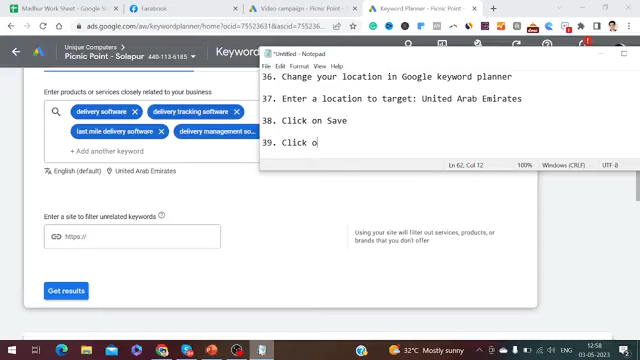 Madhur Work Sheet - Google Shee
Facebook
Video campaign - Picnic Point -
Keyword Planner - Picnic Point -
ads.google.com/aw/keywordplanner/home?ocid=75523631&ascid=755236
Unique Computers
Picnic Point - Solapur
440-113-6185
Keyword
*Untitled - Notepad
File Edit Format View Help
36. Change your location in Google keyword planner
37. Enter a location to target: United Arab Emirates
38. Click on Save
39. Click o
Ln 62, Col 12
100%
Windows (CRLF)
UTF-8
Enter products or services closely related to your business
delivery software
delivery tracking software
last mile delivery software
delivery management so...
+ Add another keyword
English (default)
United Arab Emirates
Enter a site to filter unrelated keywords
https://
Using your site will filter out services, products, or
brands that you don't offer
Get results
32°C Mostly sunny
ENG
12:58
03-05-2023